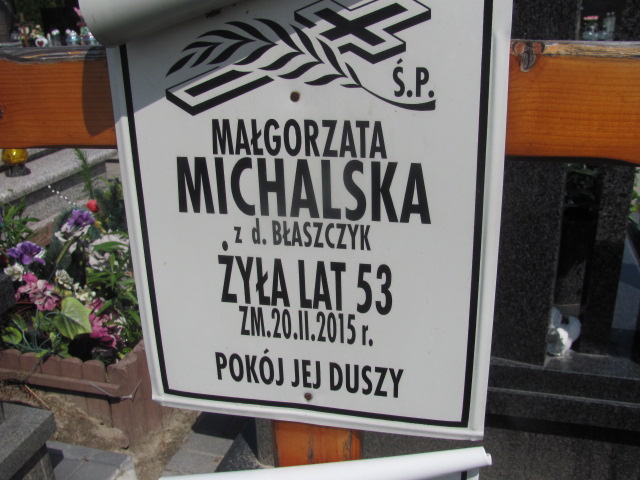 Ś.P.
MAŁGORZATA
MICHALSKA
z d. BŁASZCZYK
ŻYŁA LAT 53
ZM.20.II.2015 r.
POKÓJ JEJ DUSZY